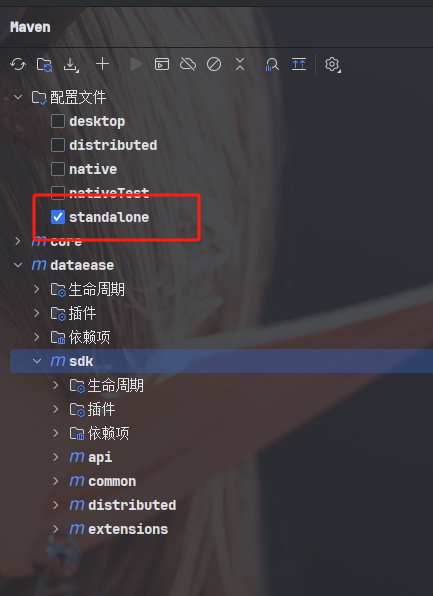 Maven
配置文件
desktop
distributed
native
nativeTest
standalone
m core
m dataease
生命周期
插件
依赖项
m sdk
生命周期
插件
依赖项
m api
m common
m distributed
m extensions